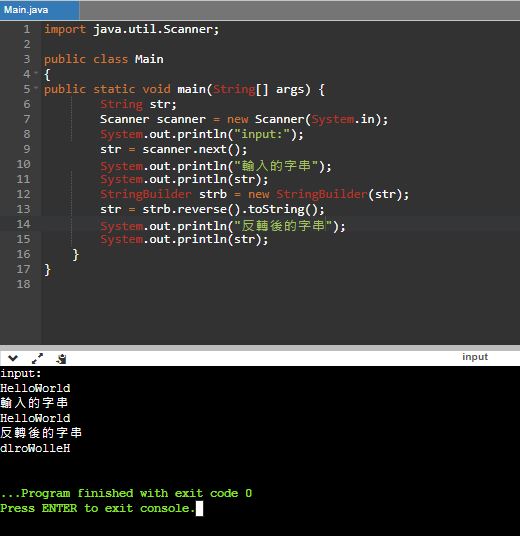 Main.java
1 import java.util.Scanner;
2
3 public class Main
4 {
5 public static void main(String[] args) {
6 String str;
7 Scanner scanner = new Scanner(System.in);
8 System.out.println("input:");
9 str = scanner.next();
10 System.out.println("輸入的字串");
11 System.out.println(str);
12 StringBuilder strb = new StringBuilder(str);
13 str = strb.reverse().toString();
14 System.out.println("反轉後的字串");
15 System.out.println(str);
16 }
17 }
18
input
input:
HelloWorld
輸入的字串
HelloWorld
反轉後的字串
dlroWolleH
...Program finished with exit code 0
Press ENTER to exit console.